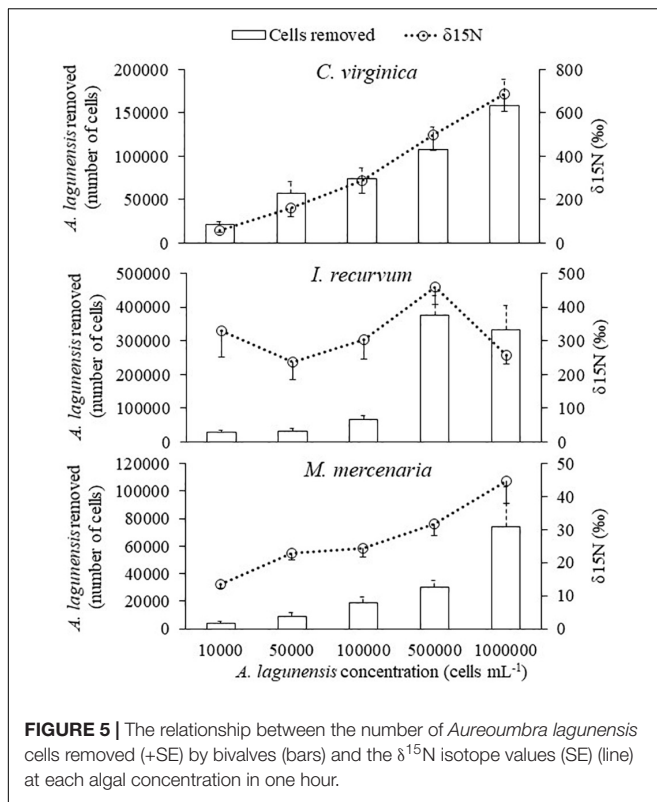 Cells removed δ15N
C. virginica
A. lagunensis removed
(number of cells)
200000
150000
100000
50000
0
800
600
400
200
0
δ15N (‰)
I. recurvum
A. lagunensis removed
(number of cells)
500000
400000
300000
200000
100000
0
500
400
300
200
100
0
δ15N (‰)
M. mercenaria
A. lagunensis removed
(number of cells)
120000
100000
80000
60000
40000
20000
0
50
40
30
20
10
0
δ15N (‰)
10000 50000 100000 500000 1000000
A. lagunensis concentration (cells mL⁻¹)
FIGURE 5 | The relationship between the number of Aureoumbra lagunensis
cells removed (+SE) by bivalves (bars) and the δ¹⁵N isotope values (SE) (line)
at each algal concentration in one hour.